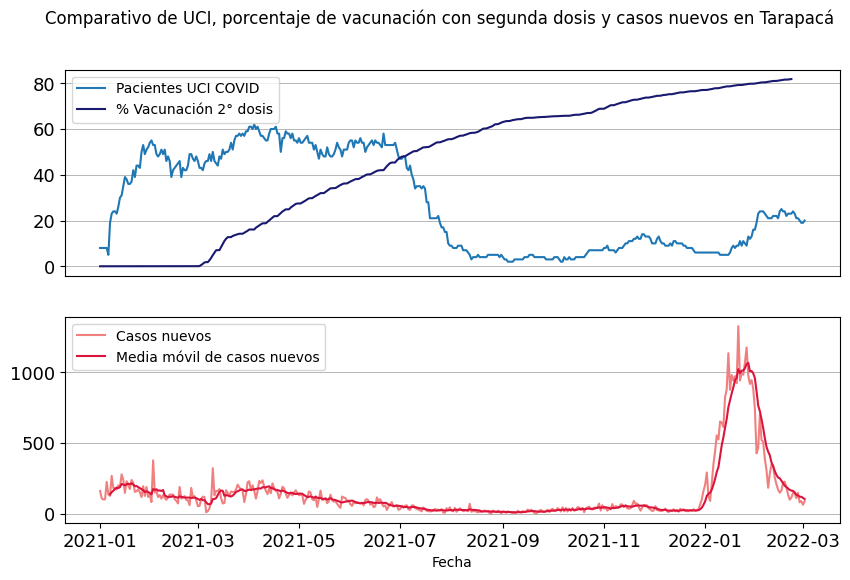 Comparativo de UCI, porcentaje de vacunación con segunda dosis y casos nuevos en Tarapacá
80
60
40
20
0
Pacientes UCI COVID
% Vacunación 2° dosis
1000
500
0
Casos nuevos
Media móvil de casos nuevos
2021-01 2021-03 2021-05 2021-07 2021-09 2021-11 2022-01 2022-03
Fecha